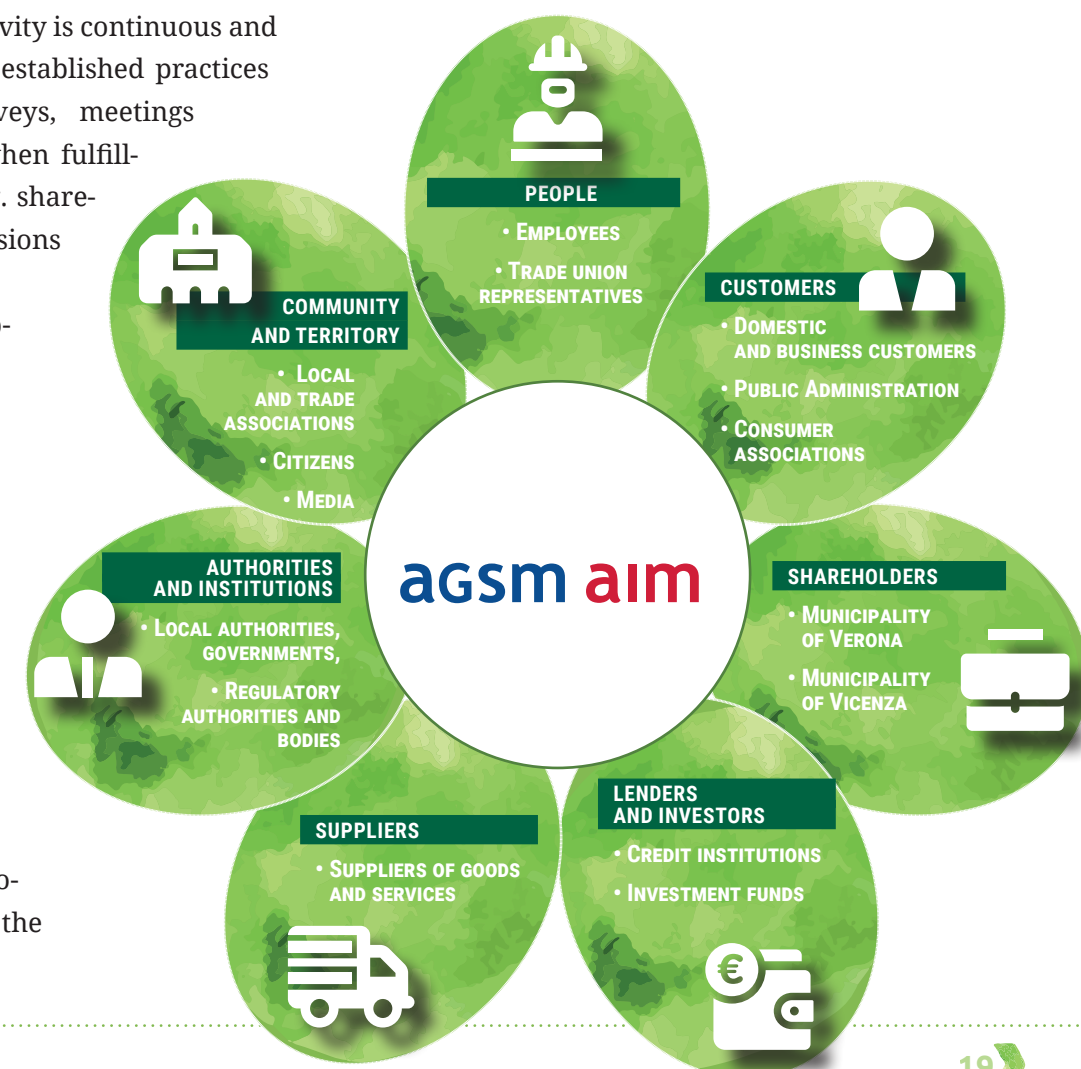 vity is continuous and
established practices
veys, meetings
hen fulfill-
. share-
sions
o-
PEOPLE
• EMPLOYEES
• TRADE UNION
REPRESENTATIVES
CUSTOMERS
• DOMESTIC
AND BUSINESS CUSTOMERS
• PUBLIC ADMINISTRATION
• CONSUMER
ASSOCIATIONS
SHAREHOLDERS
• MUNICIPALITY
OF VERONA
• MUNICIPALITY
OF VICENZA
LENDERS
AND INVESTORS
• CREDIT INSTITUTIONS
• INVESTMENT FUNDS
€
SUPPLIERS
• SUPPLIERS OF GOODS
AND SERVICES
AUTHORITIES
AND INSTITUTIONS
• LOCAL AUTHORITIES,
GOVERNMENTS,
• REGULATORY
AUTHORITIES AND
BODIES
COMMUNITY
AND TERRITORY
• LOCAL
AND TRADE
ASSOCIATIONS
• CITIZENS
• MEDIA
agsm aim
o-
the
19